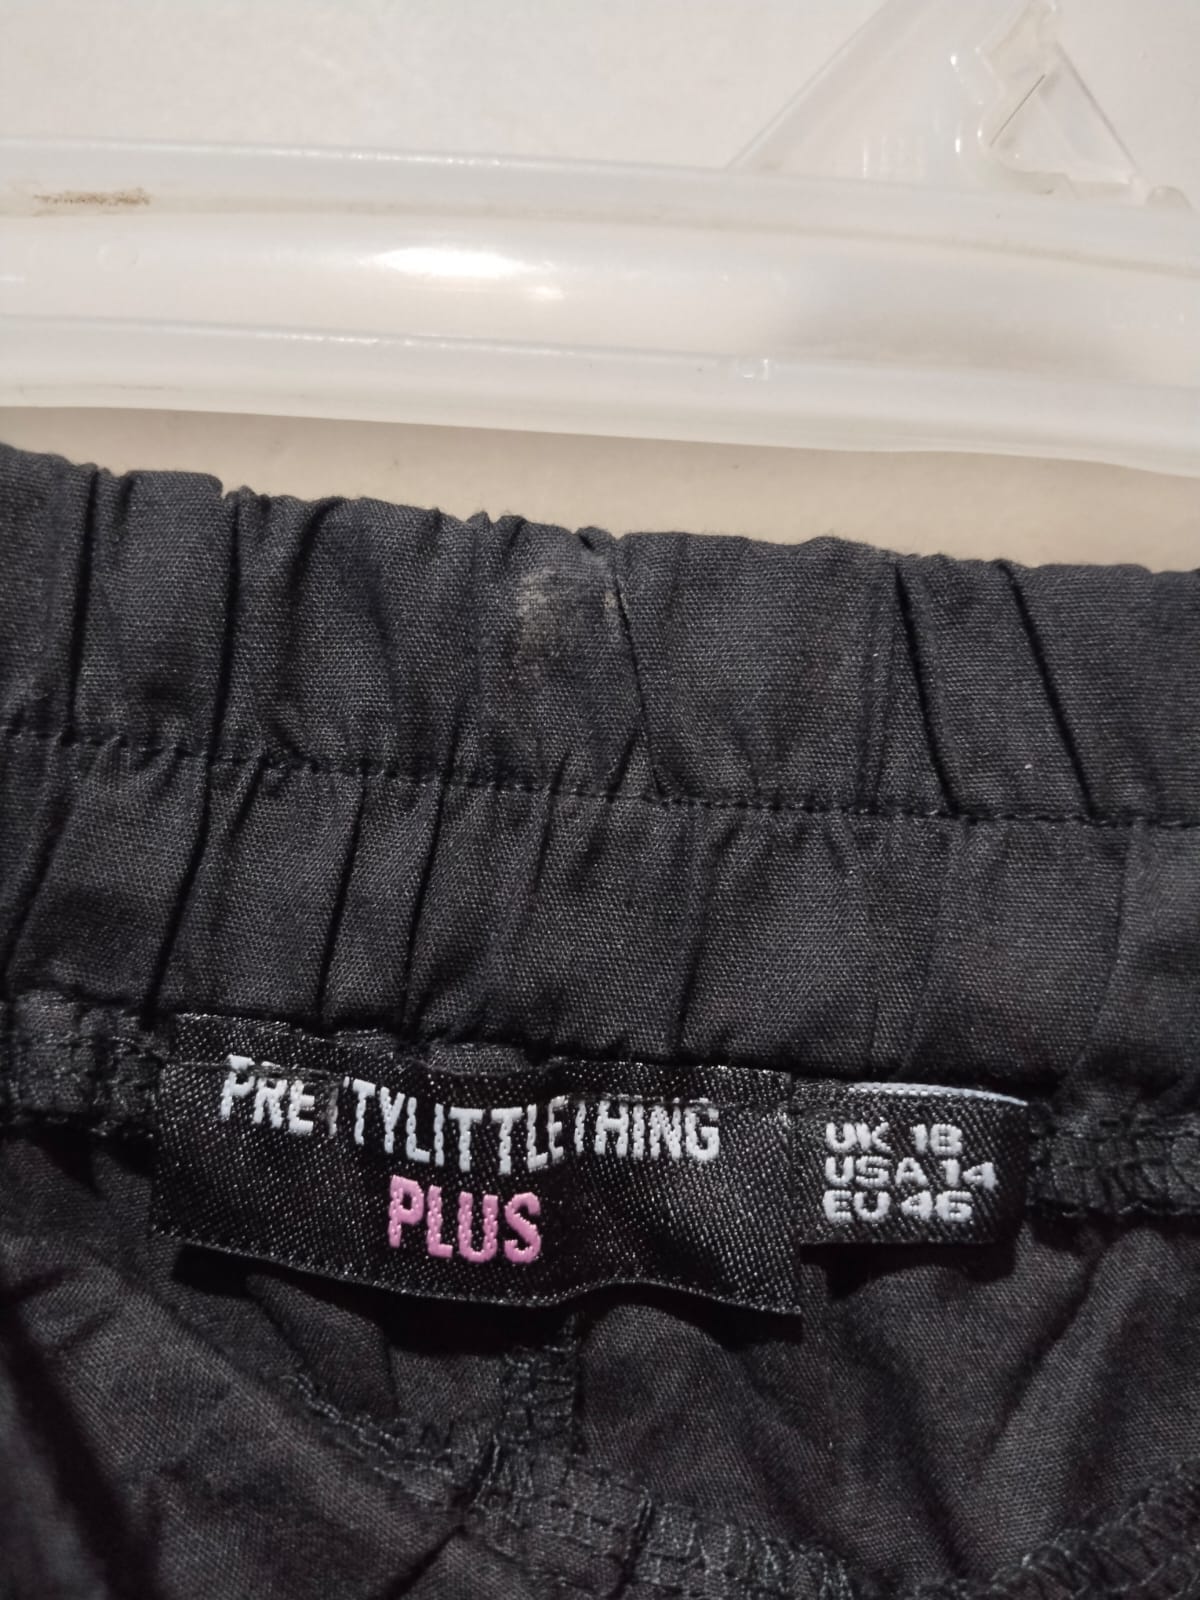 PRETTYLITTLETHING
PLUS
UK 18
USA 14
EU 46